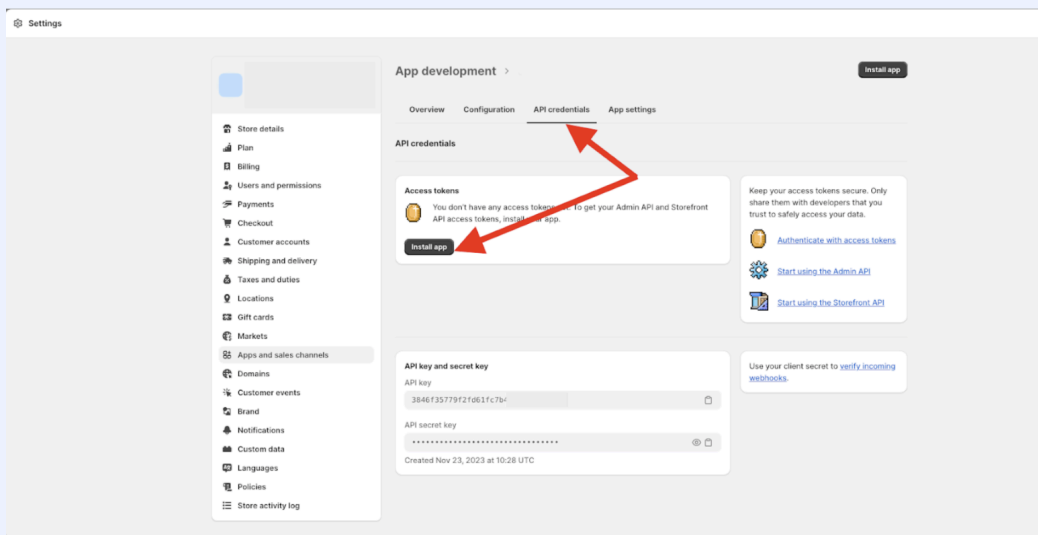 Settings
App development
Install app
Overview
Configuration
API credentials
App settings
Store details
Plan
Billing
Users and permissions
Payments
Checkout
Customer accounts
Shipping and delivery
Taxes and duties
Locations
Gift cards
Markets
Apps and sales channels
Domains
Customer events
Brand
Notifications
Custom data
Languages
Policies
Store activity log
API credentials
Access tokens
You don't have any access tokens To get your Admin API and Storefront
API access tokens, install app.
Install app
Keep your access tokens secure. Only
share them with developers that you
trust to safely access your data.
Authenticate with access tokens
Start using the Admin API
Start using the Storefront API
API key and secret key
API key
3846f35779f2fd61fc7b
API secret key
Created Nov 23, 2023 at 10:28 UTC
Use your client secret to verify incoming
webhooks.